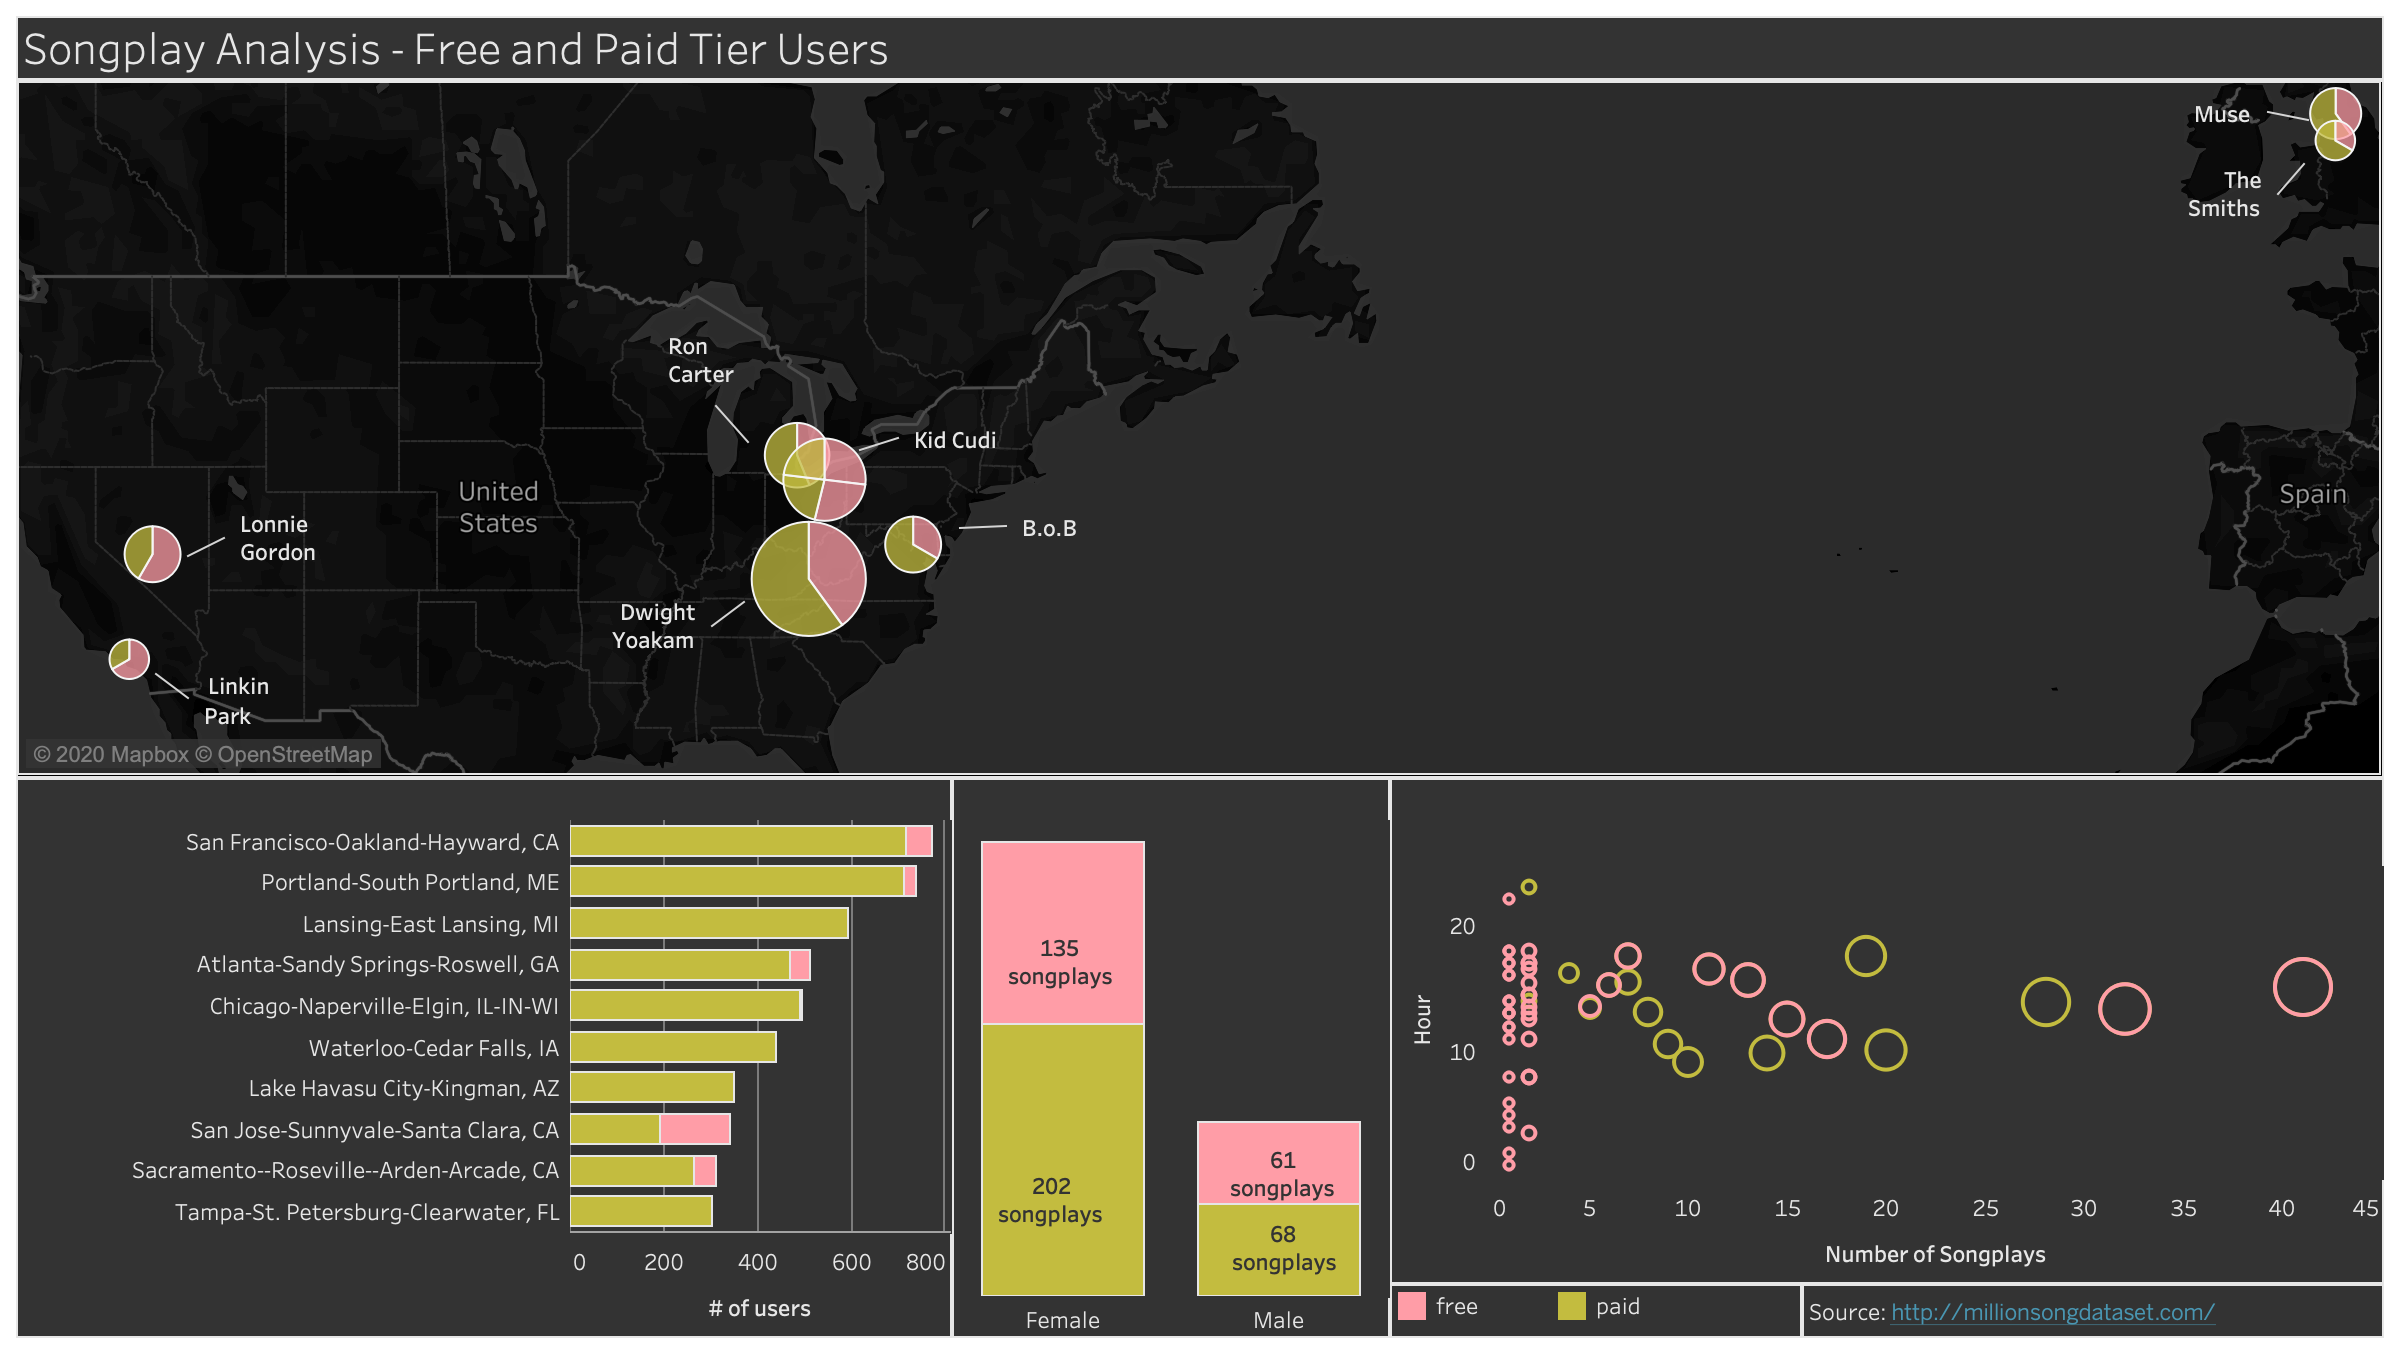 Songplay Analysis - Free and Paid Tier Users
Muse
The
Smiths
Ron
Carter
Kid Cudi
United
States
Spain
Lonnie
Gordon
B.o.B
Dwight
Yoakam
Linkin
Park
© 2020 Mapbox © OpenStreetMap
San Francisco-Oakland-Hayward, CA
Portland-South Portland, ME
Lansing-East Lansing, MI
Atlanta-Sandy Springs-Roswell, GA
Chicago-Naperville-Elgin, IL-IN-WI
Waterloo-Cedar Falls, IA
Lake Havasu City-Kingman, AZ
San Jose-Sunnyvale-Santa Clara, CA
Sacramento--Roseville--Arden-Arcade, CA
Tampa-St. Petersburg-Clearwater, FL
0 200 400 600 800
# of users
135
songplays
202
songplays
61
songplays
68
songplays
Female Male
Hour
20
10
0
0 5 10 15 20 25 30 35 40 45
Number of Songplays
free paid
Source: http://millionsongdataset.com/